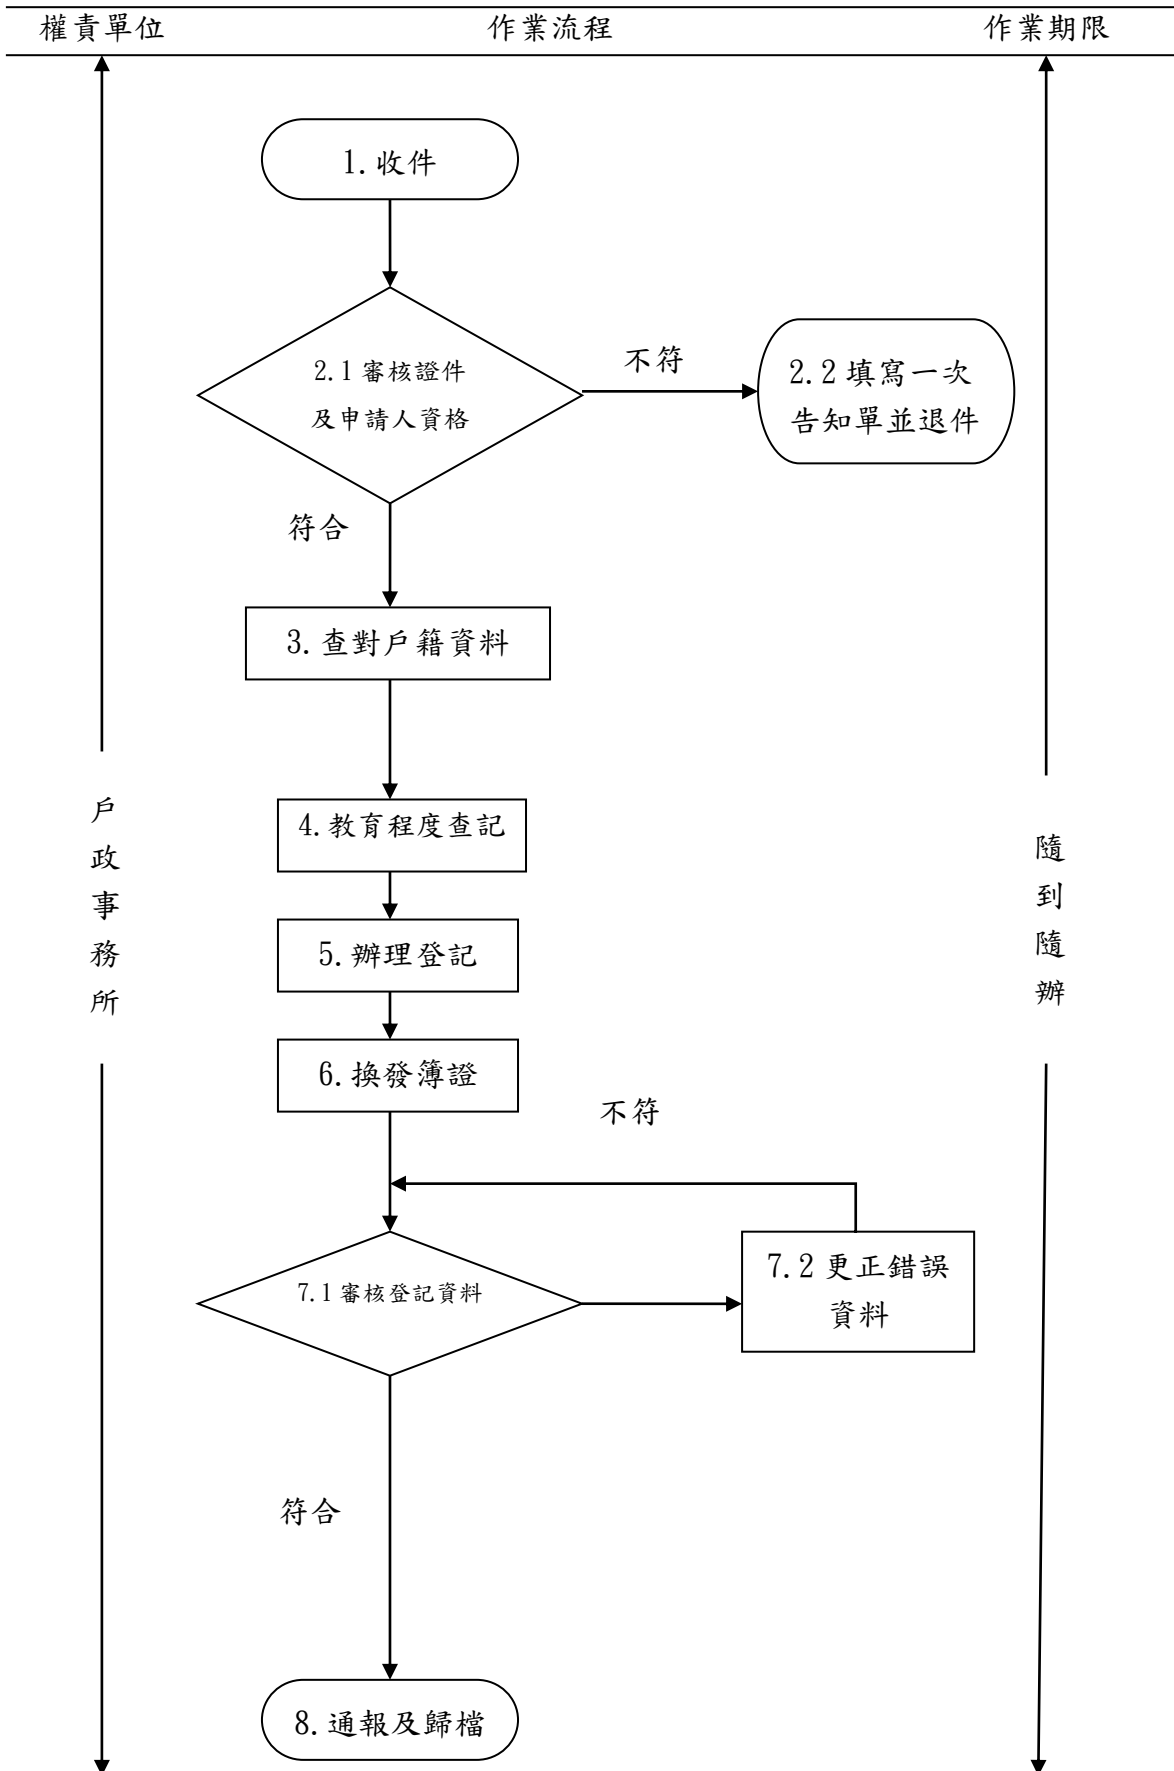 權責單位
作業流程
作業期限
1.收件
2.1審核證件
及申請人資格
不符
2.2填寫一次
告知單並退件
符合
3.查對戶籍資料
4.教育程度查記
5.辦理登記
6.換發簿證
不符
7.1審核登記資料
7.2更正錯誤
資料
符合
8.通報及歸檔
戶
政
事
務
所
隨
到
隨
辦